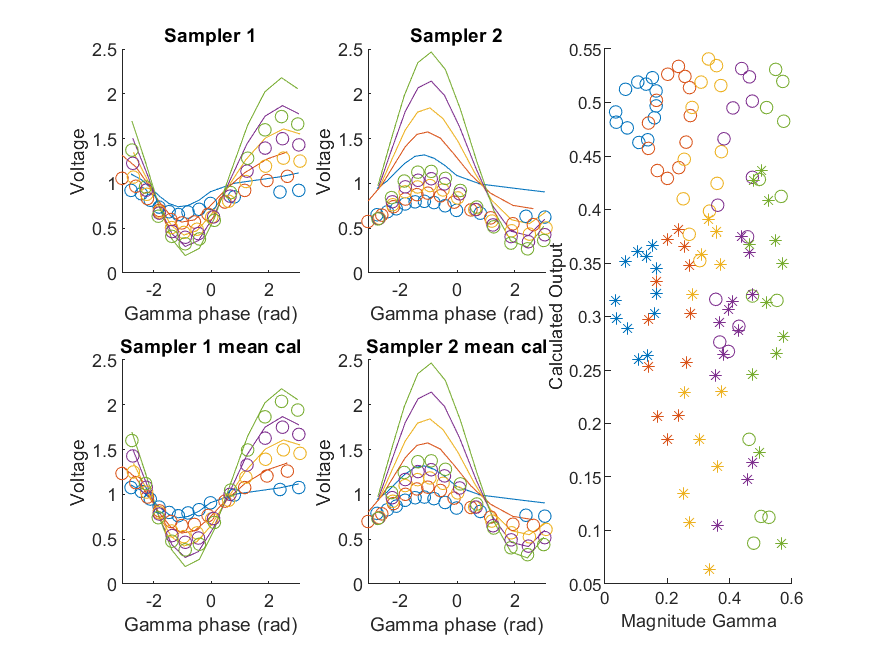 Sampler 1
2.5
2
1.5
1
0.5
0
Voltage
-2 0 2
Gamma phase (rad)
Sampler 2
2.5
2
1.5
1
0.5
0
Voltage
-2 0 2
Gamma phase (rad)
Sampler 1 mean cal
2.5
2
1.5
1
0.5
0
Voltage
-2 0 2
Gamma phase (rad)
Sampler 2 mean cal
2.5
2
1.5
1
0.5
0
Voltage
-2 0 2
Gamma phase (rad)
0.55
0.5
0.45
0.4
0.35
0.3
0.25
0.2
0.15
0.1
0.05
Calculated Output
0 0.2 0.4 0.6
Magnitude Gamma